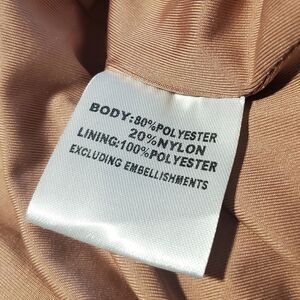 BODY:80%POLYESTER
20%NYLON
LINING:100%POLYESTER
EXCLUDING EMBELLISHMENTS